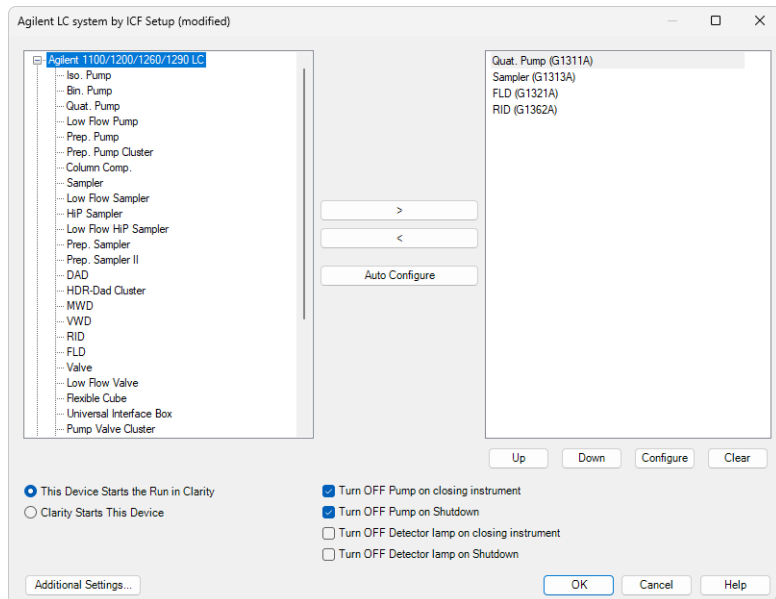 Agilent LC system by ICF Setup (modified)
Agilent 1100/1200/1260/1290 LC
Iso. Pump
Bin. Pump
Quat. Pump
Low Flow Pump
Prep. Pump
Prep. Pump Cluster
Column Comp.
Sampler
Low Flow Sampler
HiP Sampler
Low Flow HiP Sampler
Prep. Sampler
Prep. Sampler II
DAD
HDR-Dad Cluster
MWD
VWD
RID
FLD
Valve
Low Flow Valve
Flexible Cube
Universal Interface Box
Pump Valve Cluster
>
<
Auto Configure
Quat. Pump (G1311A)
Sampler (G1313A)
FLD (G1321A)
RID (G1362A)
Up Down Configure Clear
This Device Starts the Run in Clarity
Clarity Starts This Device
Turn OFF Pump on closing instrument
Turn OFF Pump on Shutdown
Turn OFF Detector lamp on closing instrument
Turn OFF Detector lamp on Shutdown
Additional Settings... OK Cancel Help